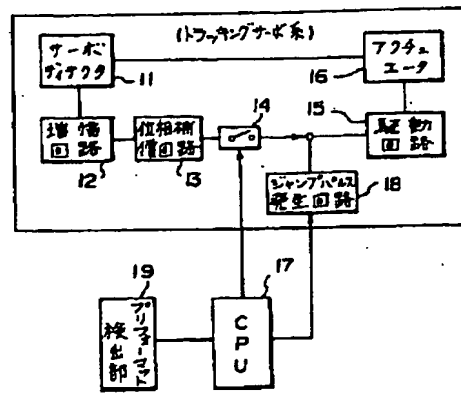 (トラッキングサーボ系)
サーボ
ディテクタ
11
アクチュ
エータ
16
増幅
回路
12
位相補
償回路
13
14
15
駆動
回路
ジャンプパルス
発生回路
18
19
プリフォーマット
検出部
17
CPU